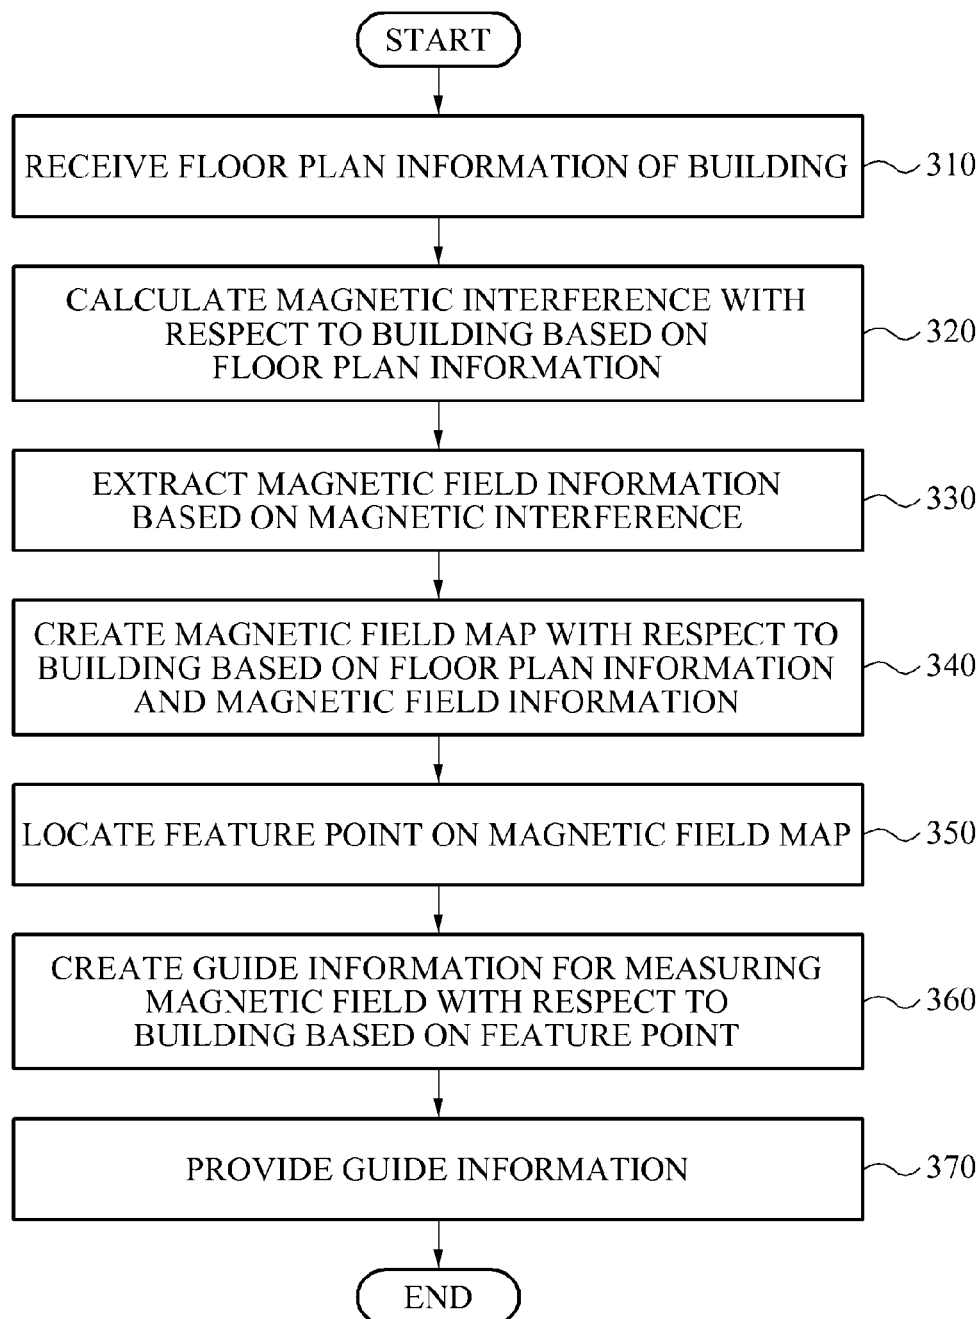 START
RECEIVE FLOOR PLAN INFORMATION OF BUILDING
310
CALCULATE MAGNETIC INTERFERENCE WITH
RESPECT TO BUILDING BASED ON
FLOOR PLAN INFORMATION
320
EXTRACT MAGNETIC FIELD INFORMATION
BASED ON MAGNETIC INTERFERENCE
330
CREATE MAGNETIC FIELD MAP WITH RESPECT TO
BUILDING BASED ON FLOOR PLAN INFORMATION
AND MAGNETIC FIELD INFORMATION
340
LOCATE FEATURE POINT ON MAGNETIC FIELD MAP
350
CREATE GUIDE INFORMATION FOR MEASURING
MAGNETIC FIELD WITH RESPECT TO
BUILDING BASED ON FEATURE POINT
360
PROVIDE GUIDE INFORMATION
370
END